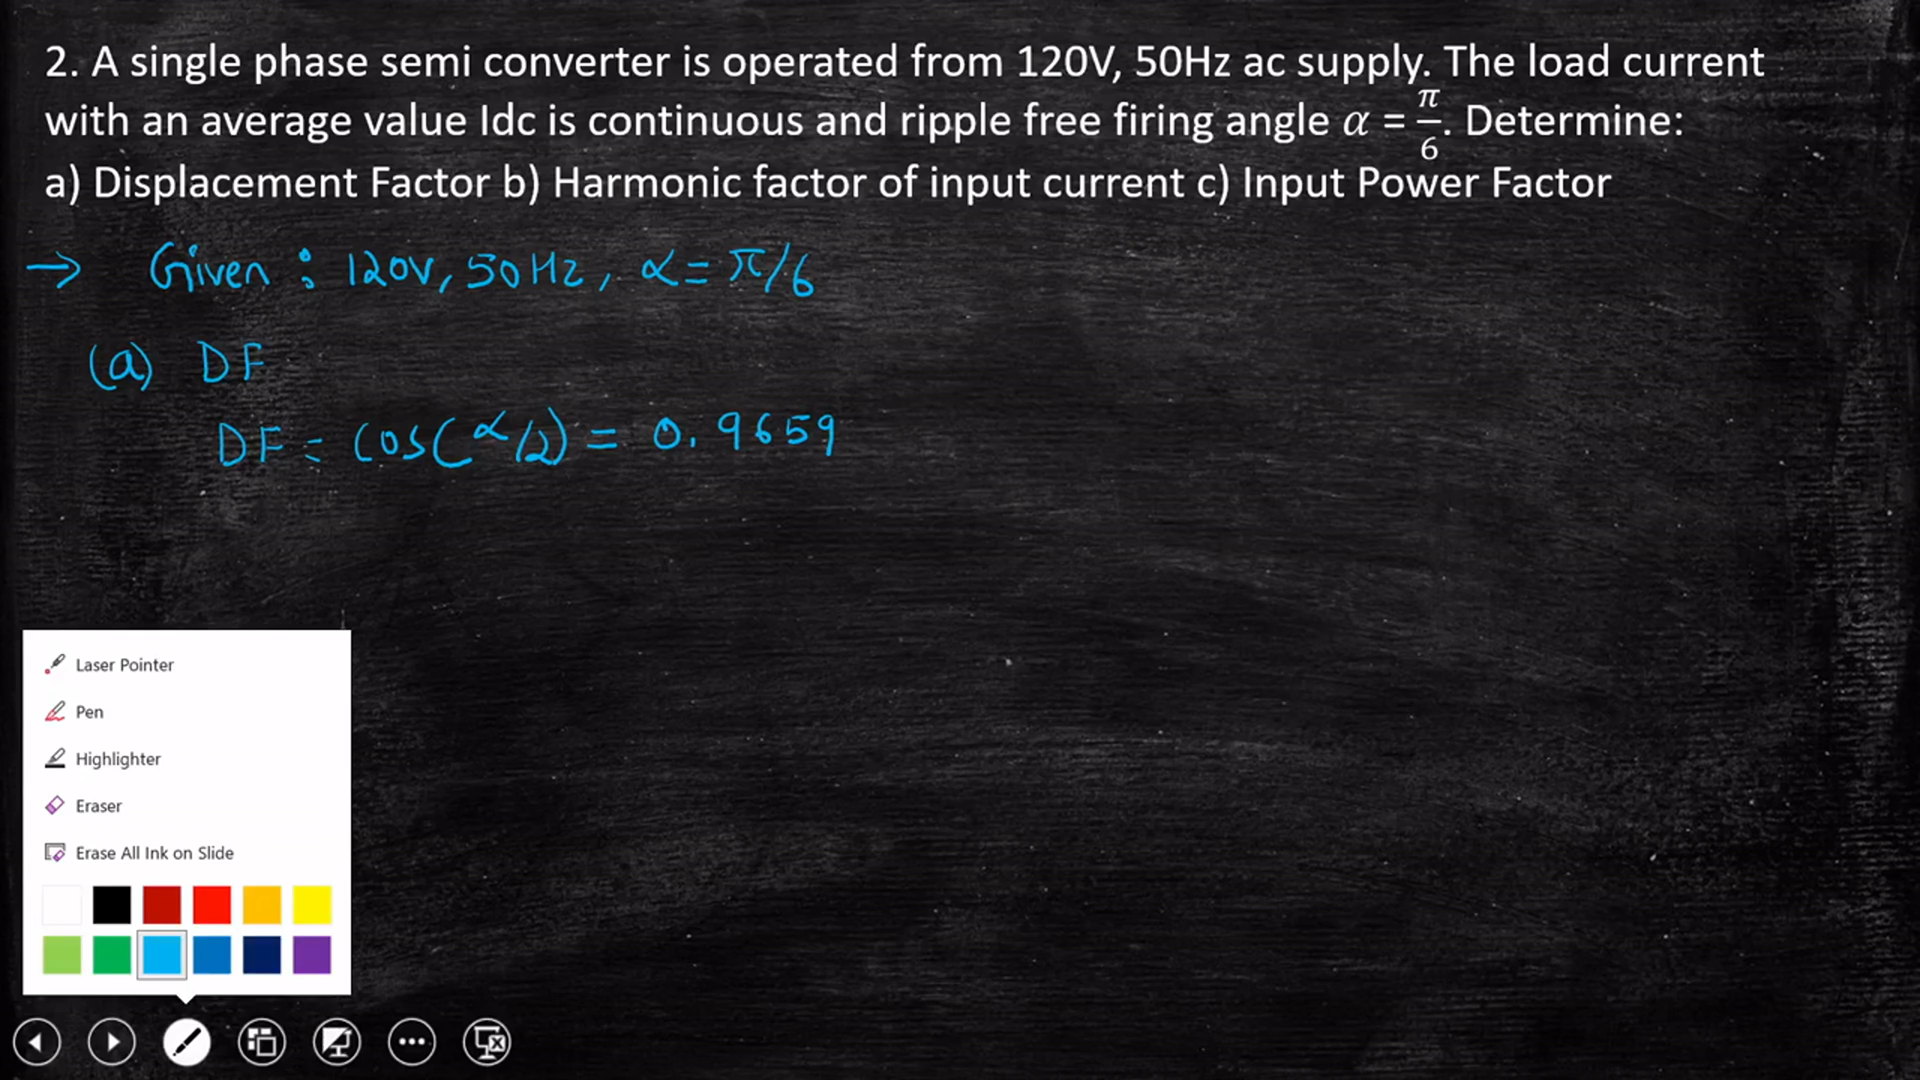 2. A single phase semi converter is operated from 120V, 50Hz ac supply. The load current
with an average value Idc is continuous and ripple free firing angle α = π/6. Determine:
a) Displacement Factor b) Harmonic factor of input current c) Input Power Factor
→ Given : 120V, 50Hz, α = π/6
(a) DF
DF = cos(α/2) = 0.9659
Laser Pointer
Pen
Highlighter
Eraser
Erase All Ink on Slide